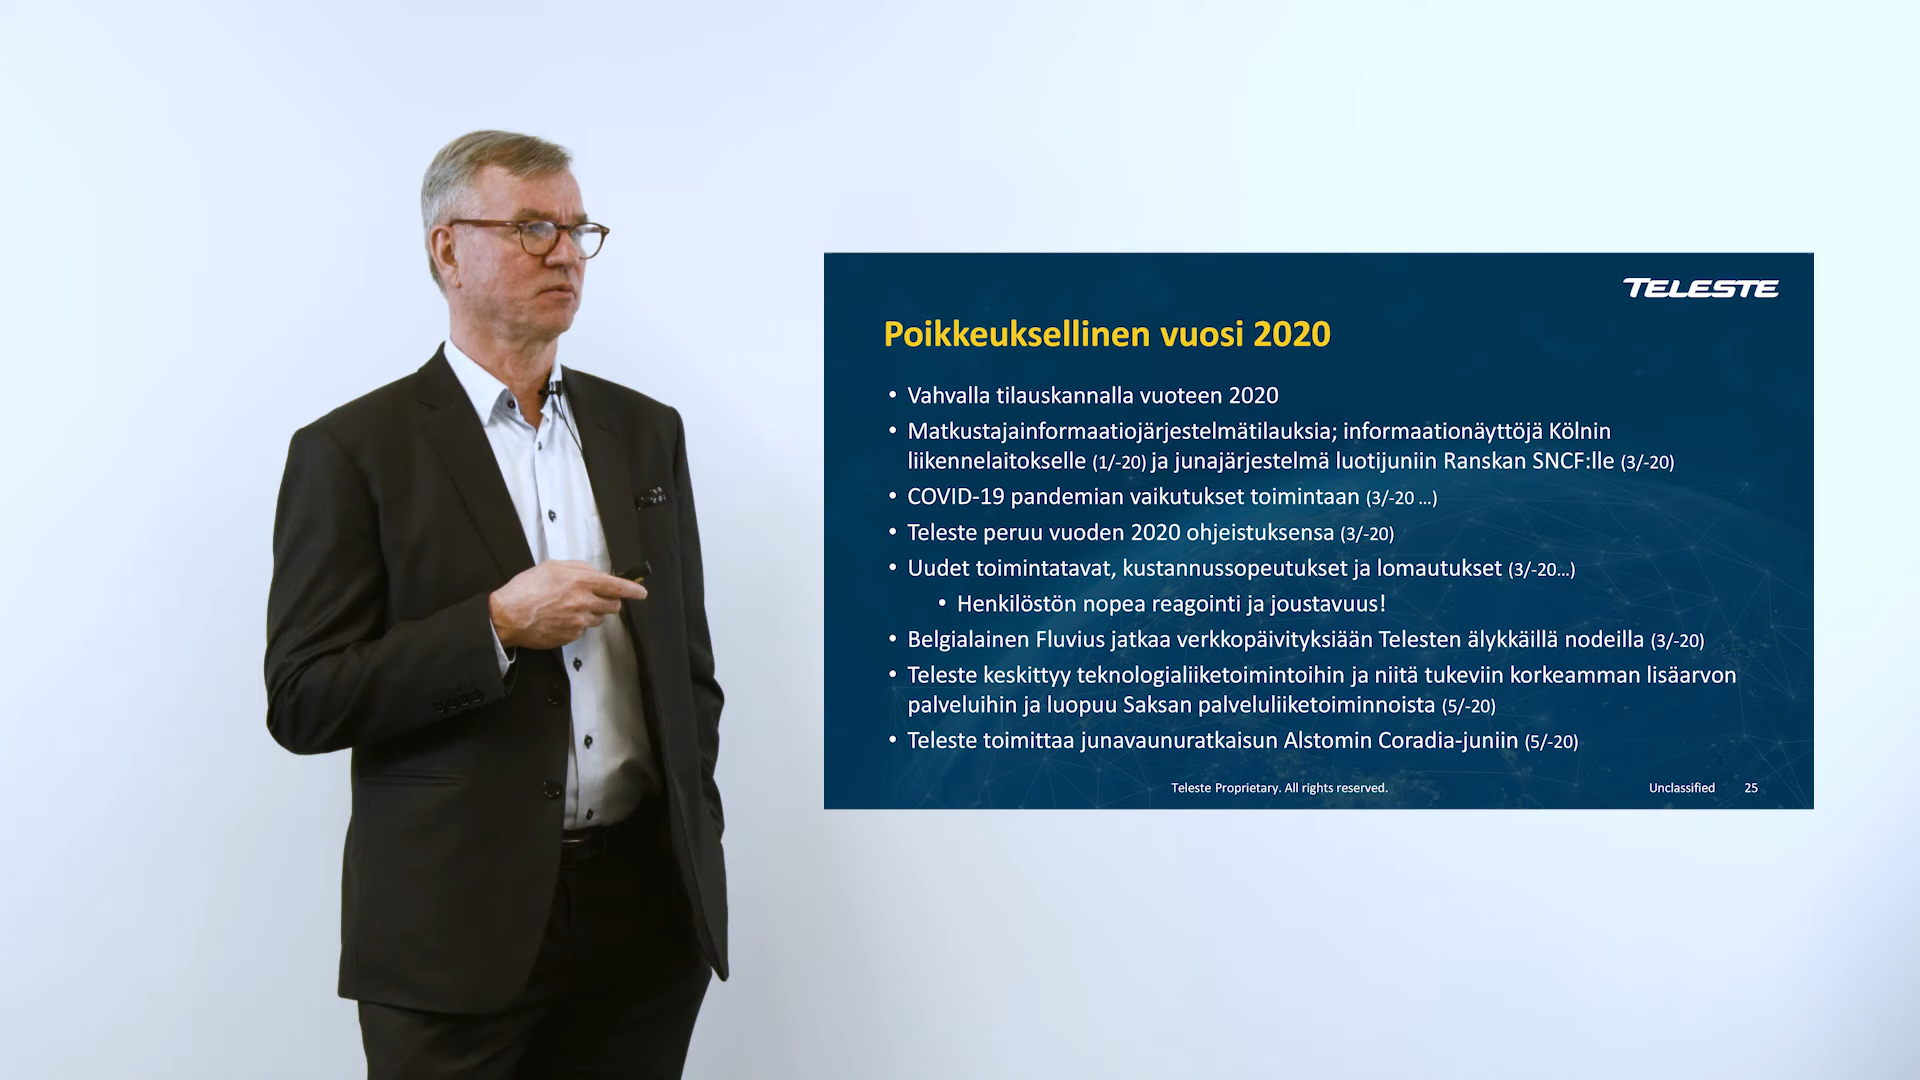 TELESTE
Poikkeuksellinen vuosi 2020
• Vahvalla tilauskannalla vuoteen 2020
• Matkustajainformaatiojärjestelmätilauksia; informaationäyttöjä Kölnin
liikennelaitokselle (1/-20) ja junajärjestelmä luotijuniin Ranskan SNCF:lle (3/-20)
• COVID-19 pandemian vaikutukset toimintaan (3/-20 ...)
• Teleste peruu vuoden 2020 ohjeistuksensa (3/-20)
• Uudet toimintatavat, kustannussopeutukset ja lomautukset (3/-20...)
• Henkilöstön nopea reagointi ja joustavuus!
• Belgialainen Fluvius jatkaa verkkopäivityksiään Telesten älykkäillä nodeilla (3/-20)
• Teleste keskittyy teknologialiiketoimintoihin ja niitä tukeviin korkeamman lisäarvon
palveluihin ja luopuu Saksan palveluliiketoiminnoista (5/-20)
• Teleste toimittaa junavaunuratkaisun Alstomin Coradia-juniin (5/-20)
Teleste Proprietary. All rights reserved.
Unclassified 25